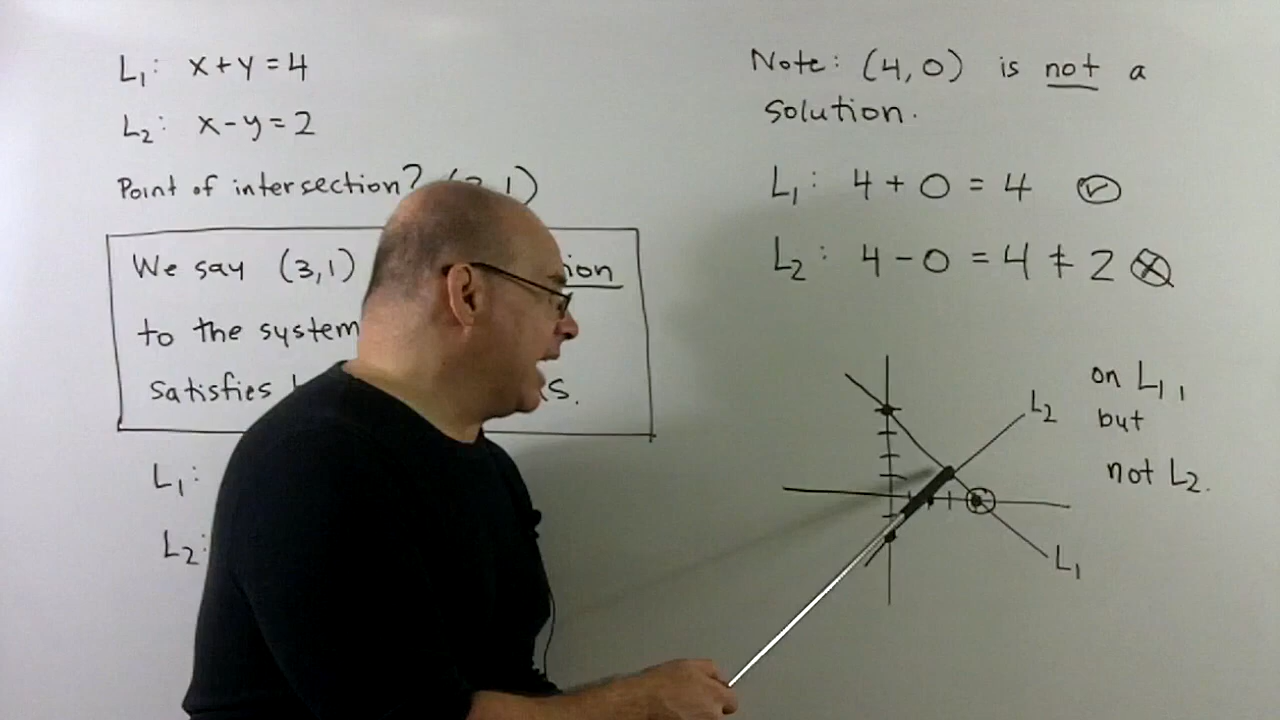 L₁: x+y=4
L₂: x-y=2
Point of intersection? 1)
We say (3,1)
to the system
satisfies
L₁:
L₂:
Note: (4,0) is not a
solution.
L₁: 4+0=4 ✓
L₂: 4-0=4≠2 ⊗
on L₁,
but
not L₂.
L₂
L₁